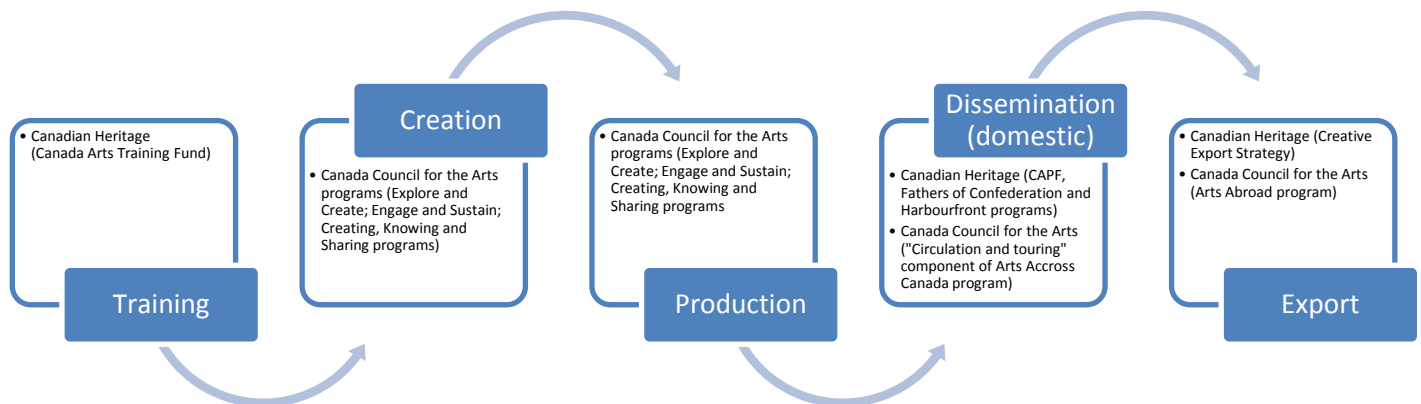 • Canadian Heritage
(Canada Arts Training Fund)
Training
Creation
• Canada Council for the Arts
programs (Explore and
Create; Engage and Sustain;
Creating, Knowing and
Sharing programs)
• Canada Council for the Arts
programs (Explore and
Create; Engage and Sustain;
Creating, Knowing and
Sharing programs
Production
Dissemination
(domestic)
• Canadian Heritage (CAPF,
Fathers of Confederation and
Harbourfront programs)
• Canada Council for the Arts
("Circulation and touring"
component of Arts Accross
Canada program)
• Canadian Heritage (Creative
Export Strategy)
• Canada Council for the Arts
(Arts Abroad program)
Export